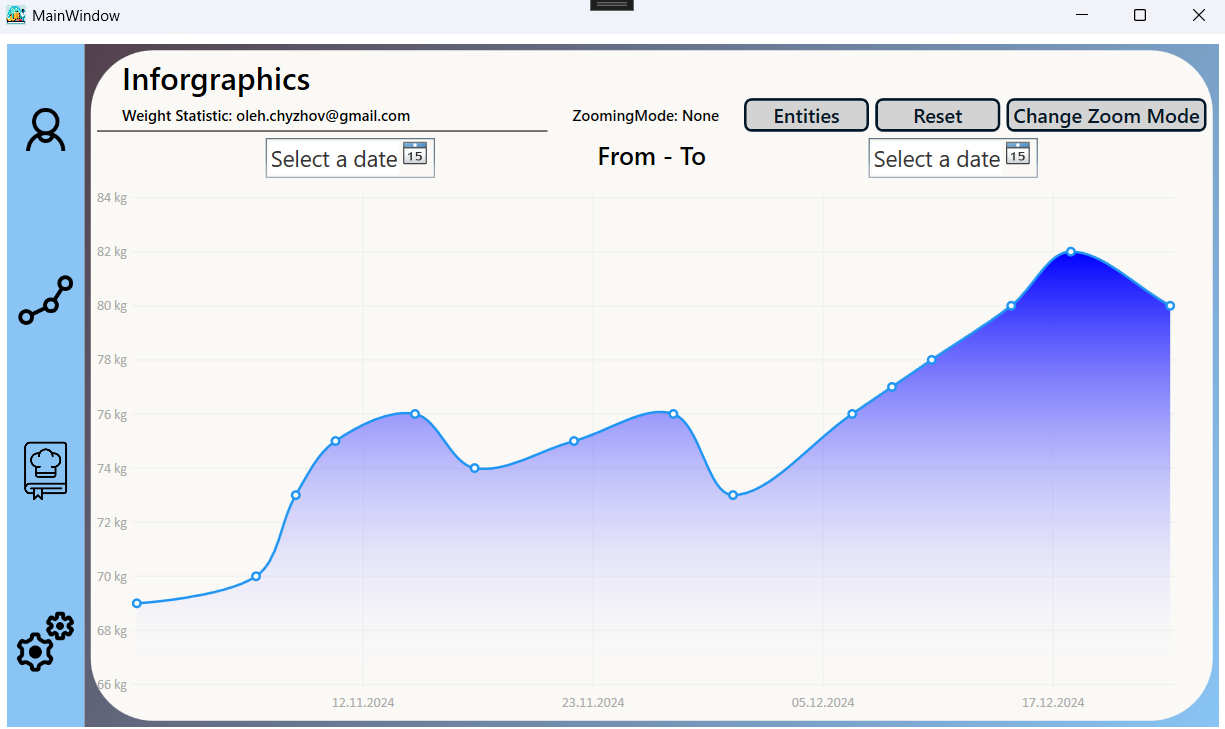 MainWindow
Inforgraphics
Weight Statistic: oleh.chyzhov@gmail.com
ZoomingMode: None
Entities
Reset
Change Zoom Mode
Select a date 15
From - To
Select a date 15
84 kg
82 kg
80 kg
78 kg
76 kg
74 kg
72 kg
70 kg
68 kg
66 kg
12.11.2024
23.11.2024
05.12.2024
17.12.2024